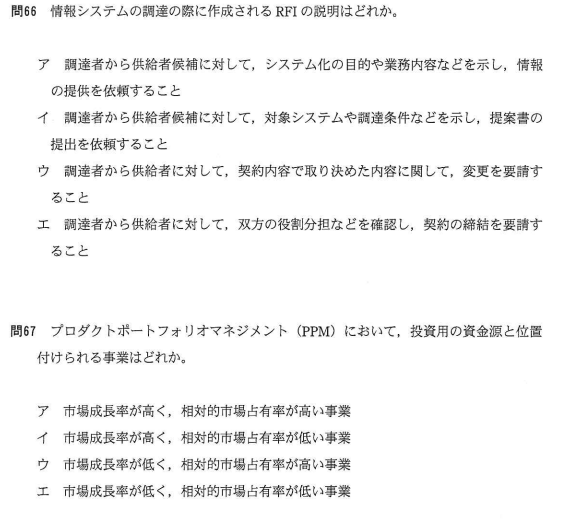 問66 情報システムの調達の際に作成される RFI の説明はどれか。
ア 調達者から供給者候補に対して，システム化の目的や業務内容などを示し，情報
の提供を依頼すること
イ 調達者から供給者候補に対して，対象システムや調達条件などを示し，提案書の
提出を依頼すること
ウ 調達者から供給者に対して，契約内容で取り決めた内容に関して，変更を要請す
ること
エ 調達者から供給者に対して，双方の役割分担などを確認し，契約の締結を要請す
ること
問67 プロダクトポートフォリオマネジメント（PPM）において，投資用の資金源と位置
付けられる事業はどれか。
ア 市場成長率が高く，相対的市場占有率が高い事業
イ 市場成長率が高く，相対的市場占有率が低い事業
ウ 市場成長率が低く，相対的市場占有率が高い事業
エ 市場成長率が低く，相対的市場占有率が低い事業